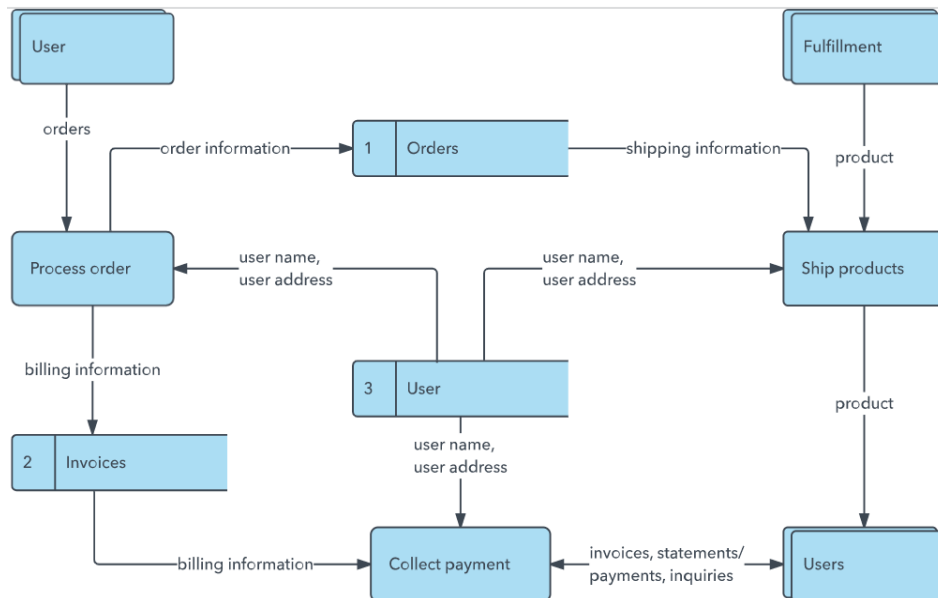 User
Fulfillment
orders
order information
1
Orders
shipping information
product
Process order
user name,
user address
user name,
user address
Ship products
billing information
3
User
product
user name,
user address
2
Invoices
billing information
Collect payment
invoices, statements/
payments, inquiries
Users